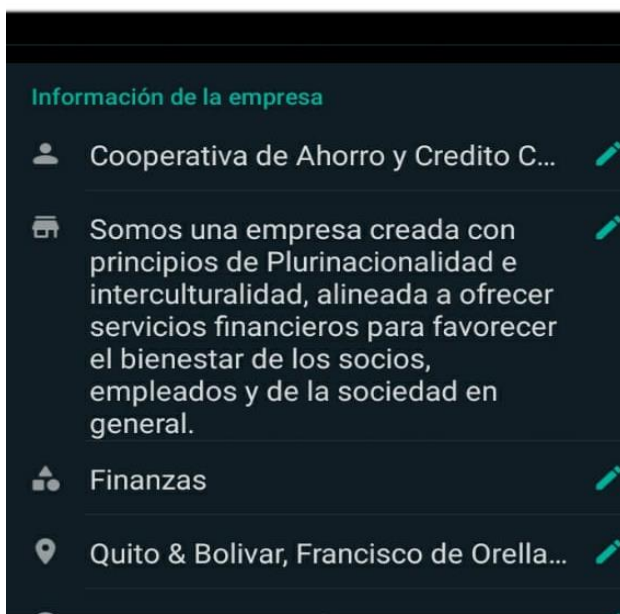 Información de la empresa
Cooperativa de Ahorro y Credito C...
Somos una empresa creada con
principios de Plurinacionalidad e
interculturalidad, alineada a ofrecer
servicios financieros para favorecer
el bienestar de los socios,
empleados y de la sociedad en
general.
Finanzas
Quito & Bolivar, Francisco de Orella...